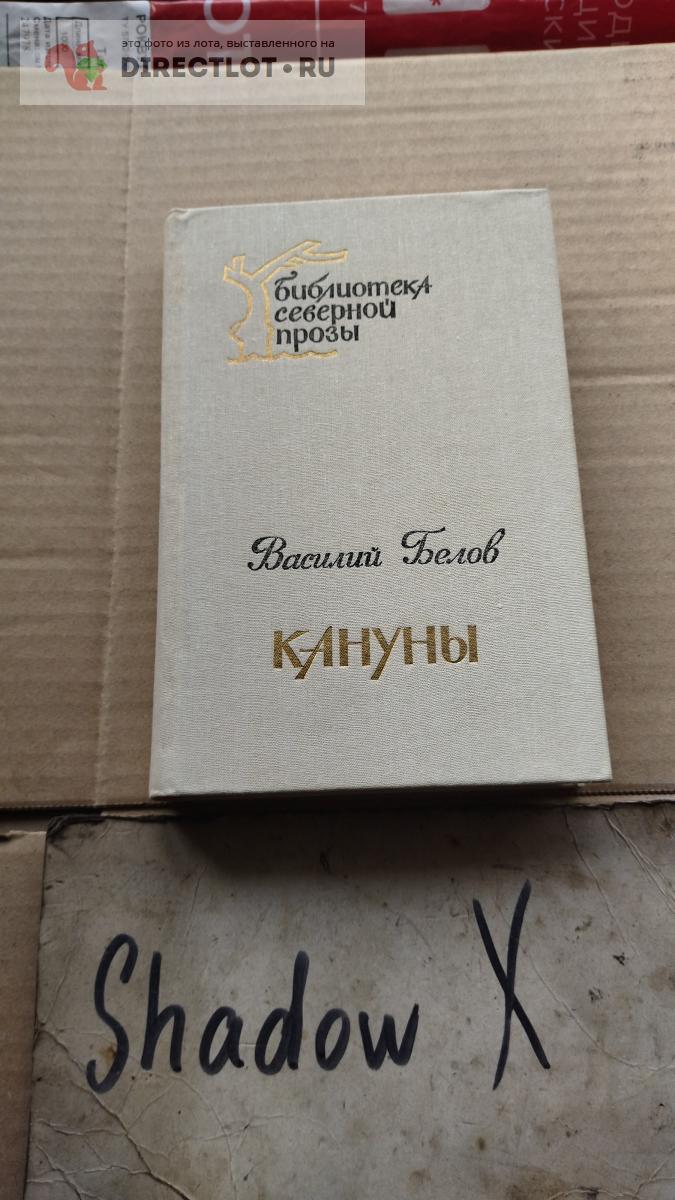 это фото из лота, выставленного на
DIRECTLOT•RU
библиотека
северной
прозы
Василий Белов
КАНУНЫ
Shadow X